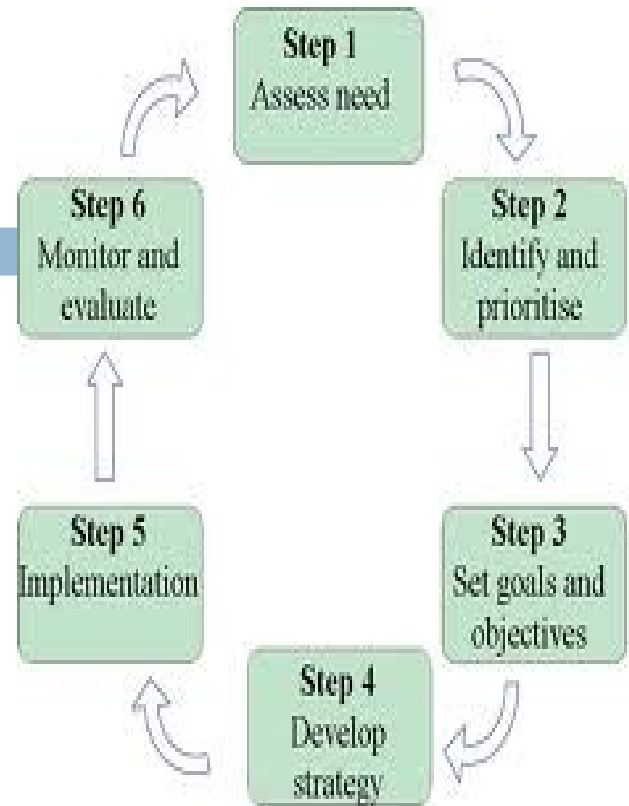 Step 1
Assess need
Step 2
Identify and
prioritise
Step 3
Set goals and
objectives
Step 4
Develop
strategy
Step 5
Implementation
Step 6
Monitor and
evaluate